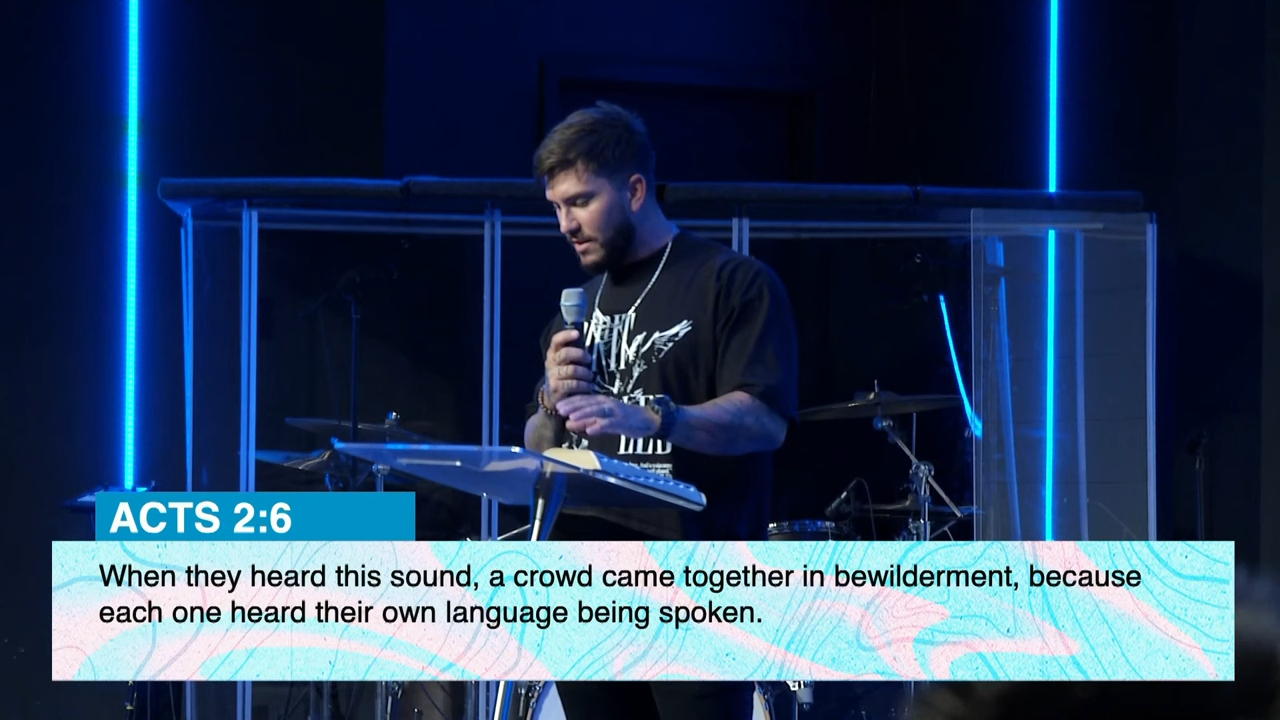 ACTS 2:6
When they heard this sound, a crowd came together in bewilderment, because
each one heard their own language being spoken.